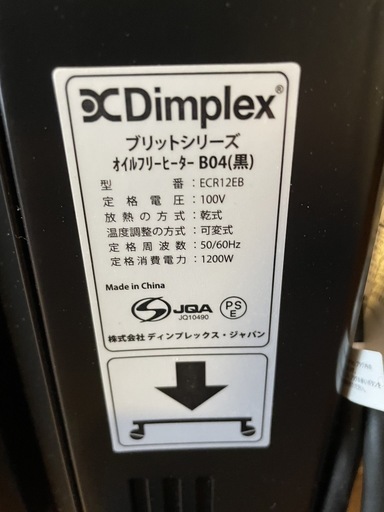 Dimplex®
ブリットシリーズ
オイルフリーヒーター B04(黒)
型番：ECR12EB
定格電圧：100V
放熱の方式：乾式
温度調整の方式：可変式
定格周波数：50/60Hz
定格消費電力：1200W
Made in China
JQA
JQ10490
PS
E
株式会社 ディンプレックス・ジャパン